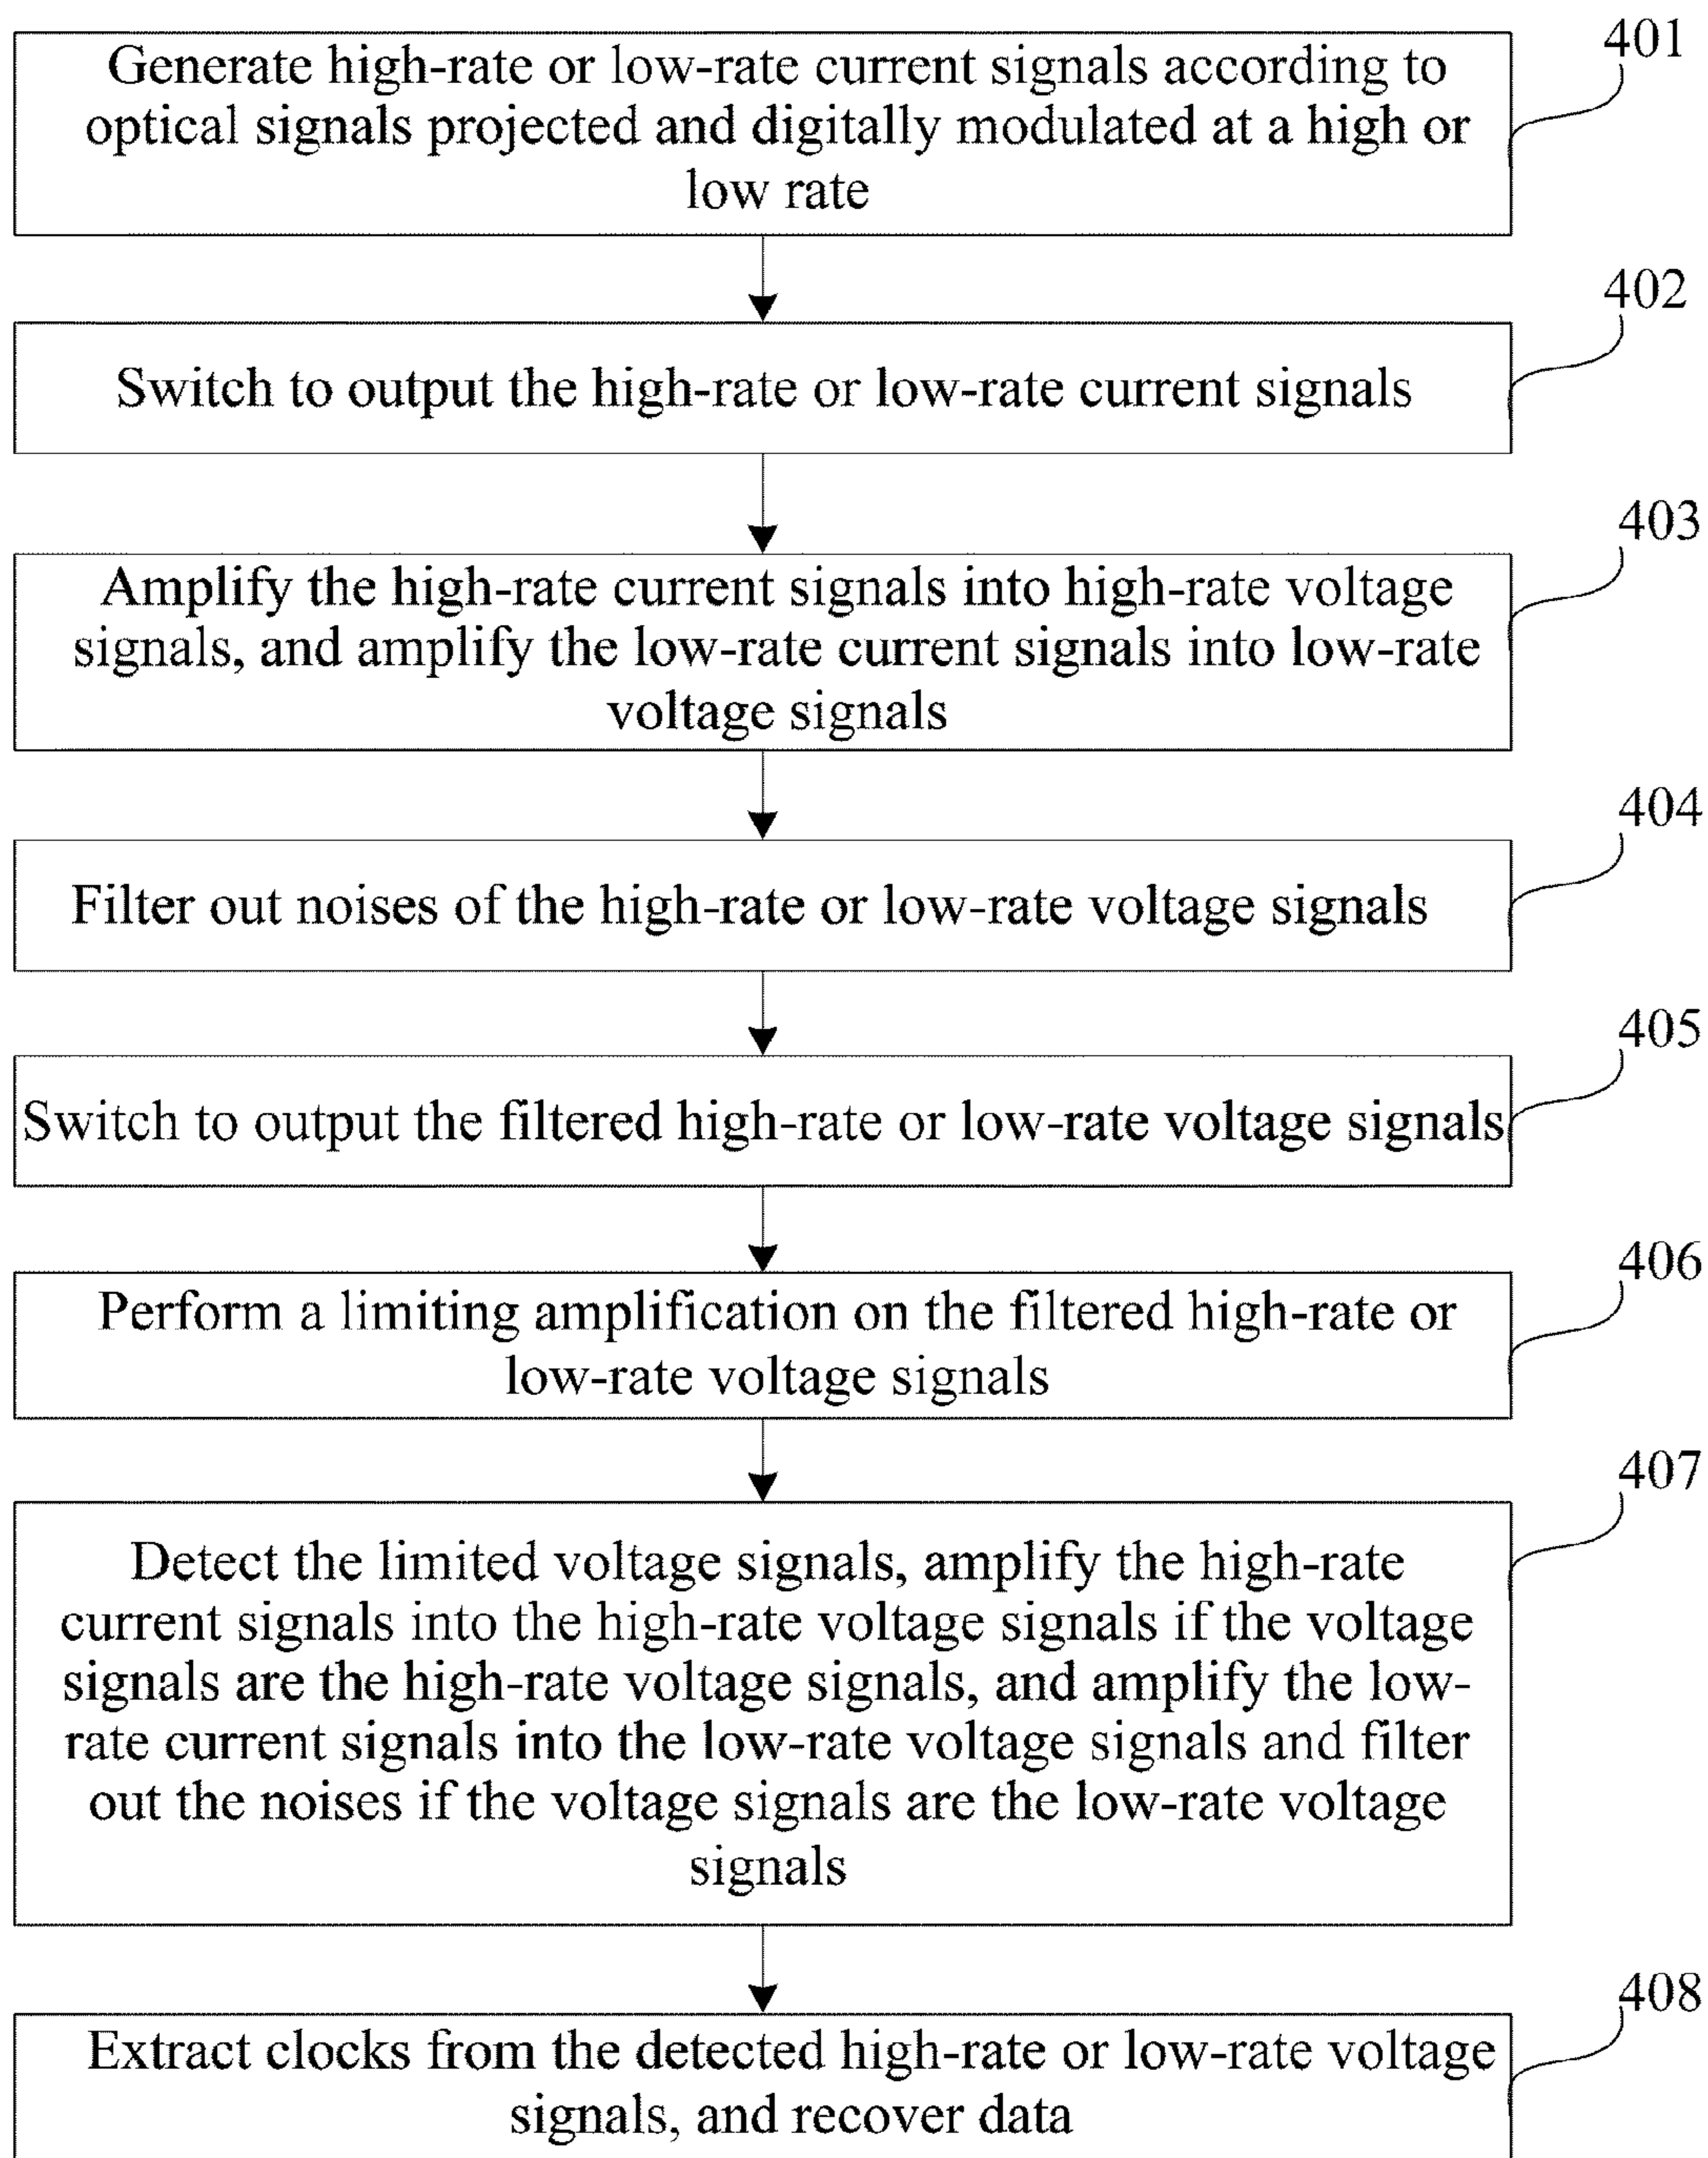 401
Generate high-rate or low-rate current signals according to
optical signals projected and digitally modulated at a high or
low rate
402
Switch to output the high-rate or low-rate current signals
403
Amplify the high-rate current signals into high-rate voltage
signals, and amplify the low-rate current signals into low-rate
voltage signals
404
Filter out noises of the high-rate or low-rate voltage signals
405
Switch to output the filtered high-rate or low-rate voltage signals
406
Perform a limiting amplification on the filtered high-rate or
low-rate voltage signals
407
Detect the limited voltage signals, amplify the high-rate
current signals into the high-rate voltage signals if the voltage
signals are the high-rate voltage signals, and amplify the low-
rate current signals into the low-rate voltage signals and filter
out the noises if the voltage signals are the low-rate voltage
signals
408
Extract clocks from the detected high-rate or low-rate voltage
signals, and recover data